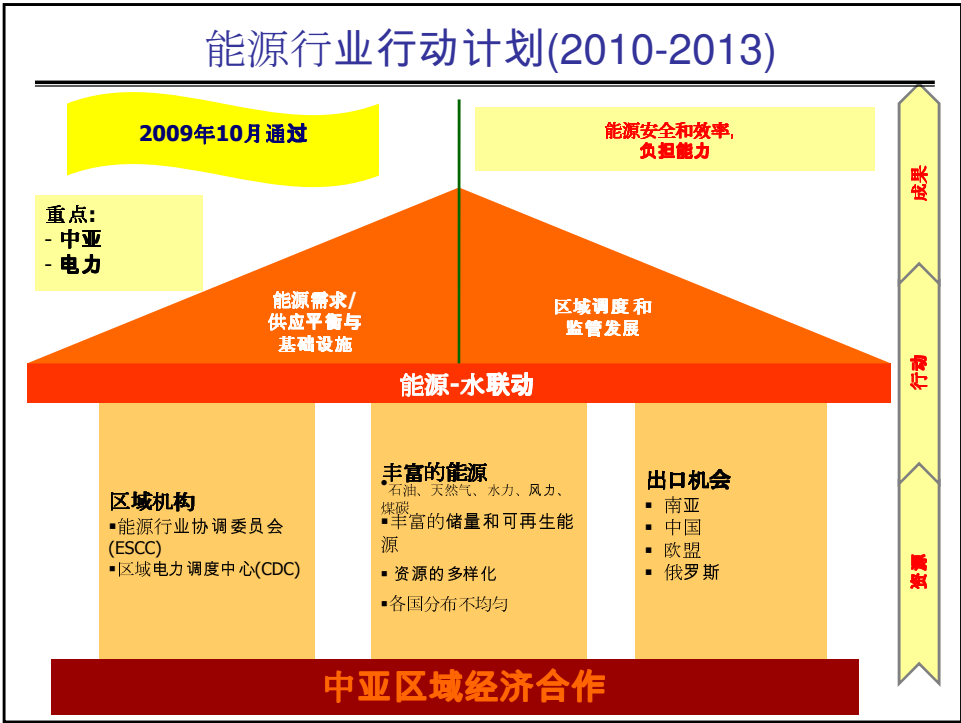 能源行业行动计划(2010-2013)
2009年10月通过
能源安全和效率,
负担能力
重点:
- 中亚
- 电力
能源需求/
供应平衡与
基础设施
区域调度和
监管发展
能源-水联动
区域机构
▪能源行业协调委员会
(ESCC)
▪区域电力调度中心(CDC)
丰富的能源
•石油、天然气、水力、风力、
煤碳
▪丰富的储量和可再生能
源
▪ 资源的多样化
▪各国分布不均匀
出口机会
▪ 南亚
▪ 中国
▪ 欧盟
▪ 俄罗斯
中亚区域经济合作
成果
行动
资源